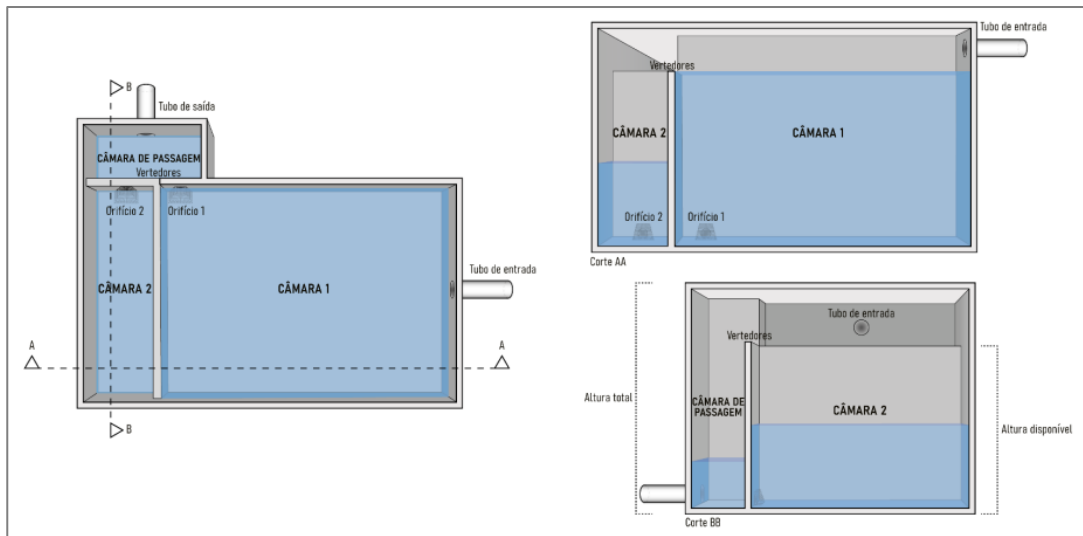 B
Tubo de saída
CÂMARA DE PASSAGEM
Vertedores
Orifício 2
Orifício 1
Tubo de entrada
CÂMARA 2
CÂMARA 1
A
A
B
Tubo de entrada
Vertedores
CÂMARA 2
CÂMARA 1
Orifício 2
Orifício 1
Corte AA
Tubo de entrada
Vertedores
Altura total
CÂMARA DE
PASSAGEM
CÂMARA 2
Altura disponível
Corte BB